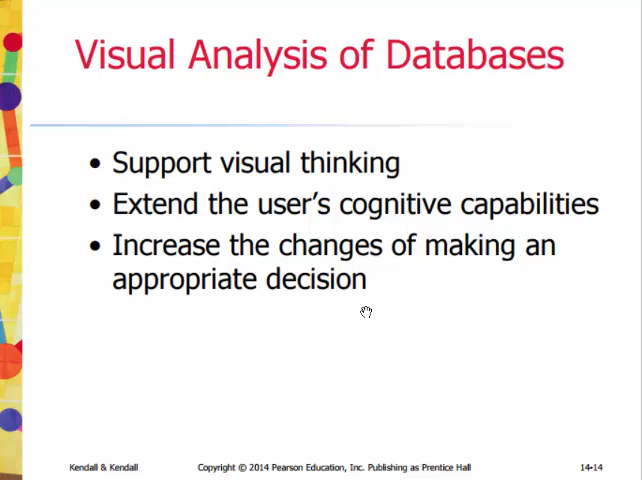 Visual Analysis of Databases
• Support visual thinking
• Extend the user's cognitive capabilities
• Increase the changes of making an
appropriate decision
Kendall & Kendall
Copyright © 2014 Pearson Education, Inc. Publishing as Prentice Hall
14-14